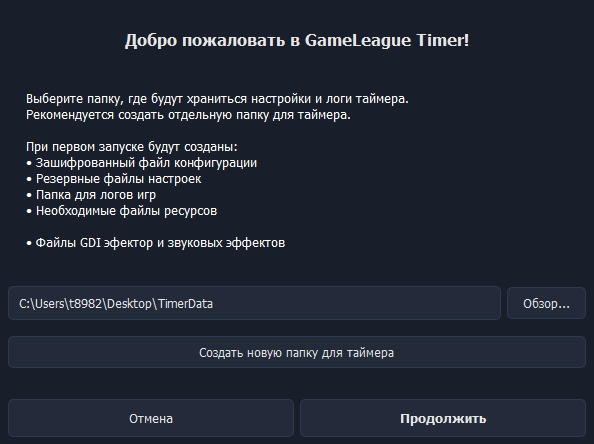 Добро пожаловать в GameLeague Timer!
Выберите папку, где будут храниться настройки и логи таймера.
Рекомендуется создать отдельную папку для таймера.
При первом запуске будут созданы:
• Зашифрованный файл конфигурации
• Резервные файлы настроек
• Папка для логов игр
• Необходимые файлы ресурсов
• Файлы GDI эфектор и звуковых эффектов
C:\Users\t8982\Desktop\TimerData
Обзор...
Создать новую папку для таймера
Отмена
Продолжить